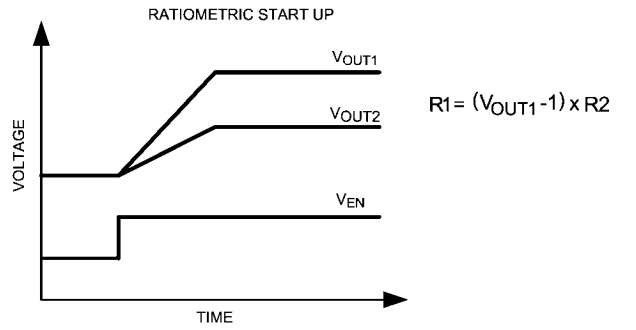 RATIOMETRIC START UP
VOUT1
R1 = (VOUT1 -1) x R2
VOUT2
VOLTAGE
VEN
TIME